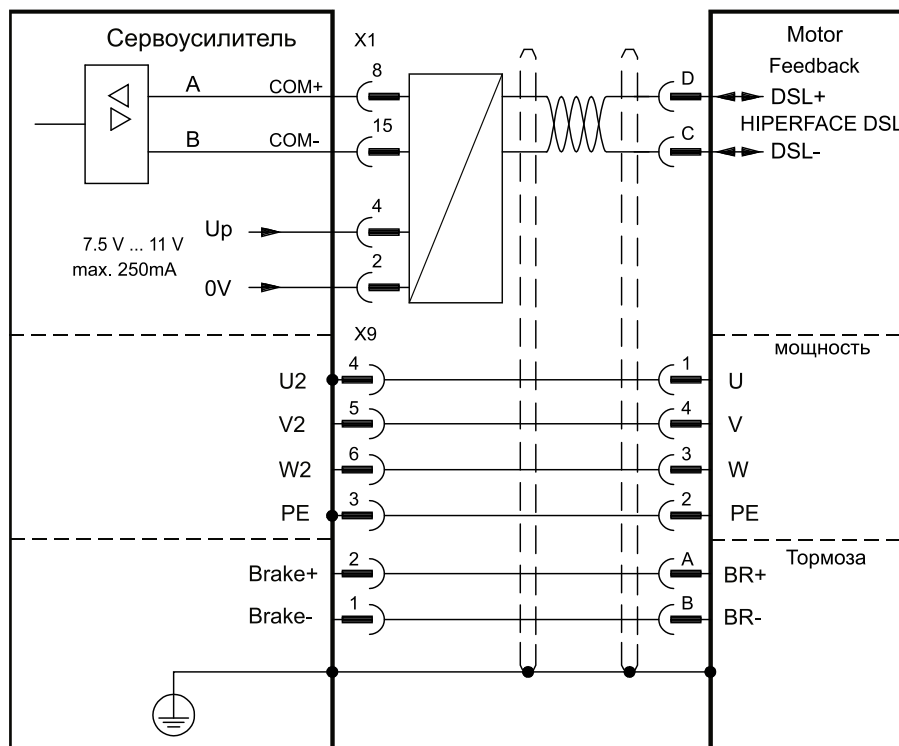 Сервоусилитель
X1
Motor
Feedback
A
COM+
8
D
DSL+
HIPERFACE DSL
B
COM-
15
C
DSL-
Up
4
7.5 V ... 11 V
max. 250mA
0V
2
X9
мощность
U2
4
1
U
V2
5
4
V
W2
6
3
W
PE
3
2
PE
Тормоза
Brake+
2
A
BR+
Brake-
1
B
BR-